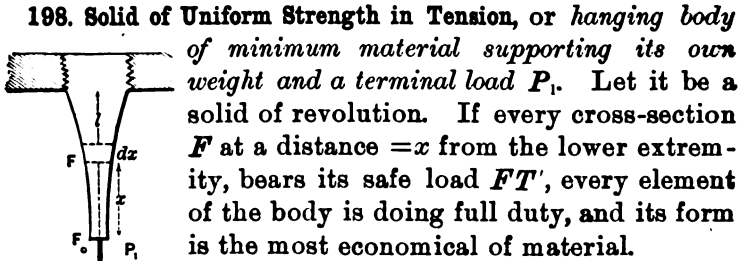 198. Solid of Uniform Strength in Tension, or hanging body
of minimum material supporting its own
weight and a terminal load P₁. Let it be a
solid of revolution. If every cross-section
F at a distance =x from the lower extrem-
ity, bears its safe load FT', every element
of the body is doing full duty, and its form
is the most economical of material.
l
F
dx
x
F₀
P₁